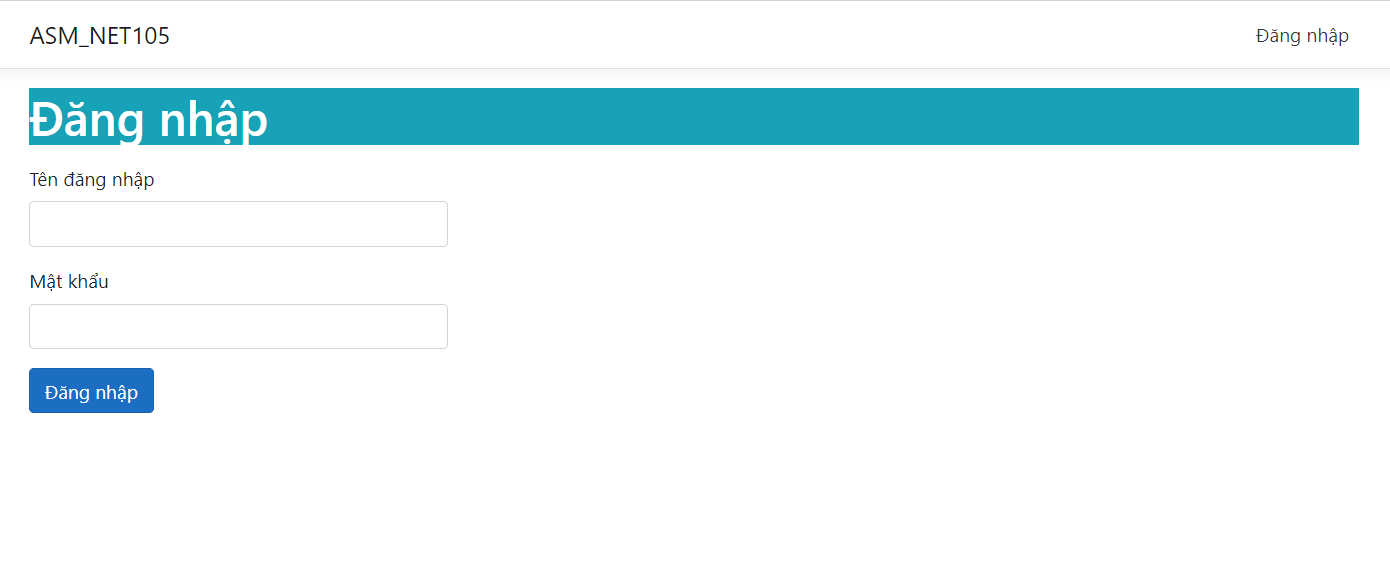 ASM_NET105 Đăng nhập
Đăng nhập
Tên đăng nhập
Mật khẩu
Đăng nhập